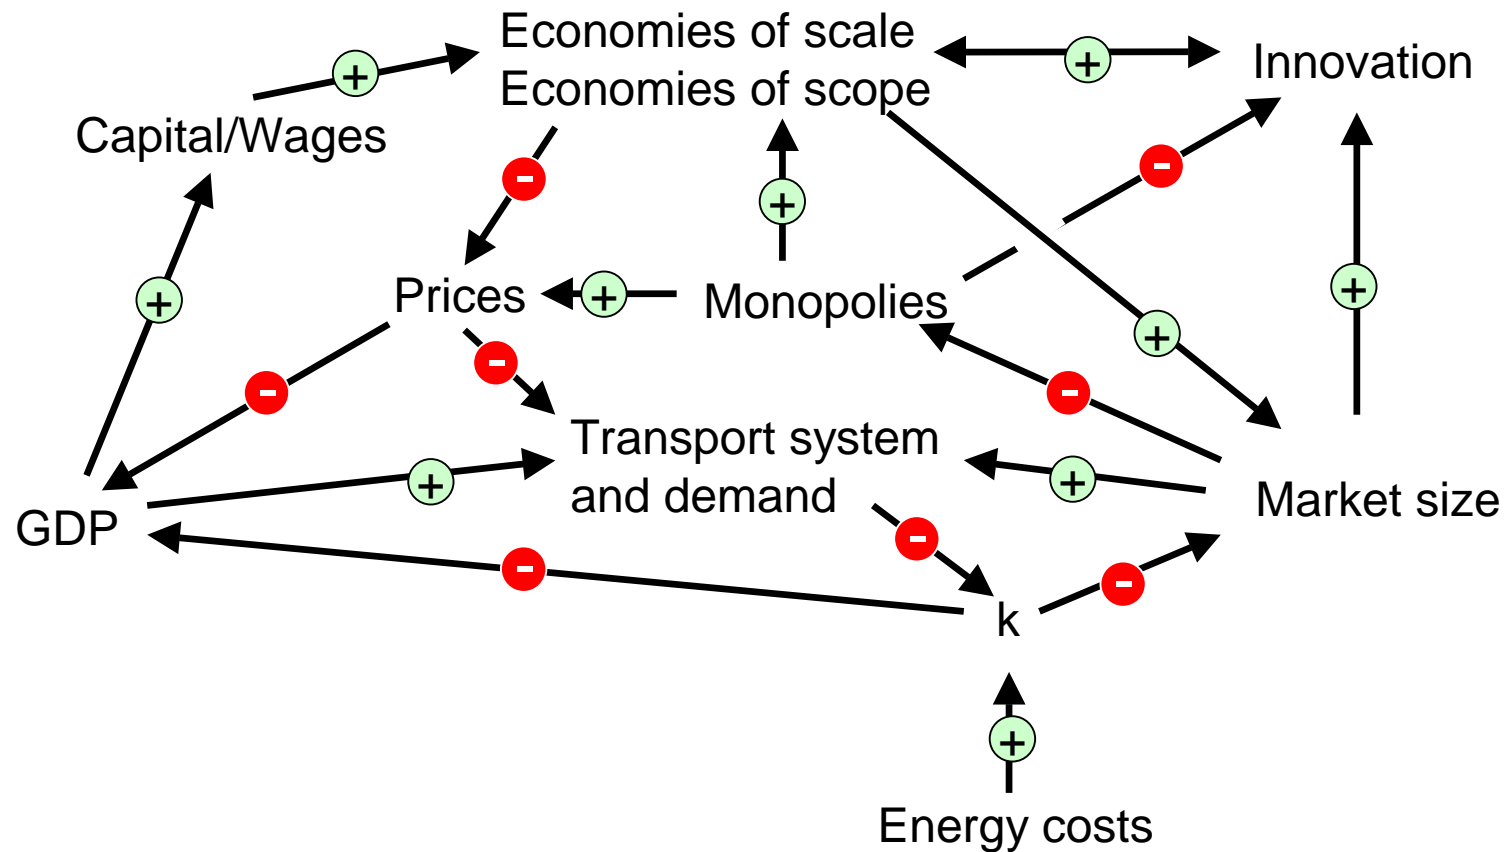 Economies of scale
Economies of scope
+
+
Innovation
Capital/Wages
-
+
-
+
Prices
+
Monopolies
+
+
-
-
-
Transport system
and demand
+
+
Market size
GDP
-
-
-
k
+
Energy costs